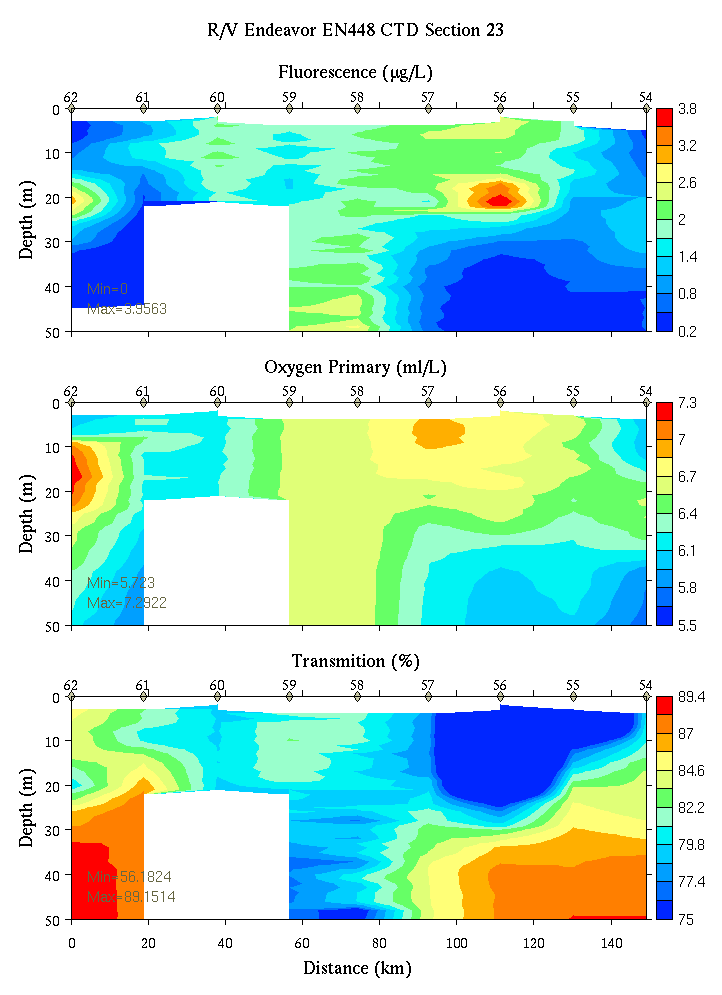 R/V Endeavor EN448 CTD Section 23
Fluorescence (µg/L)
62 61 60 59 58 57 56 55 54
0
10
20
30
40
50
Depth (m)
Min=0
Max=3.9563
3.8
3.2
2.6
2
1.4
0.8
0.2
Oxygen Primary (ml/L)
62 61 60 59 58 57 56 55 54
0
10
20
30
40
50
Depth (m)
Min=5.723
Max=7.2922
7.3
7
6.7
6.4
6.1
5.8
5.5
Transmition (%)
62 61 60 59 58 57 56 55 54
0
10
20
30
40
50
Depth (m)
Min=56.1824
Max=89.1514
89.4
87
84.6
82.2
79.8
77.4
75
0 20 40 60 80 100 120 140
Distance (km)